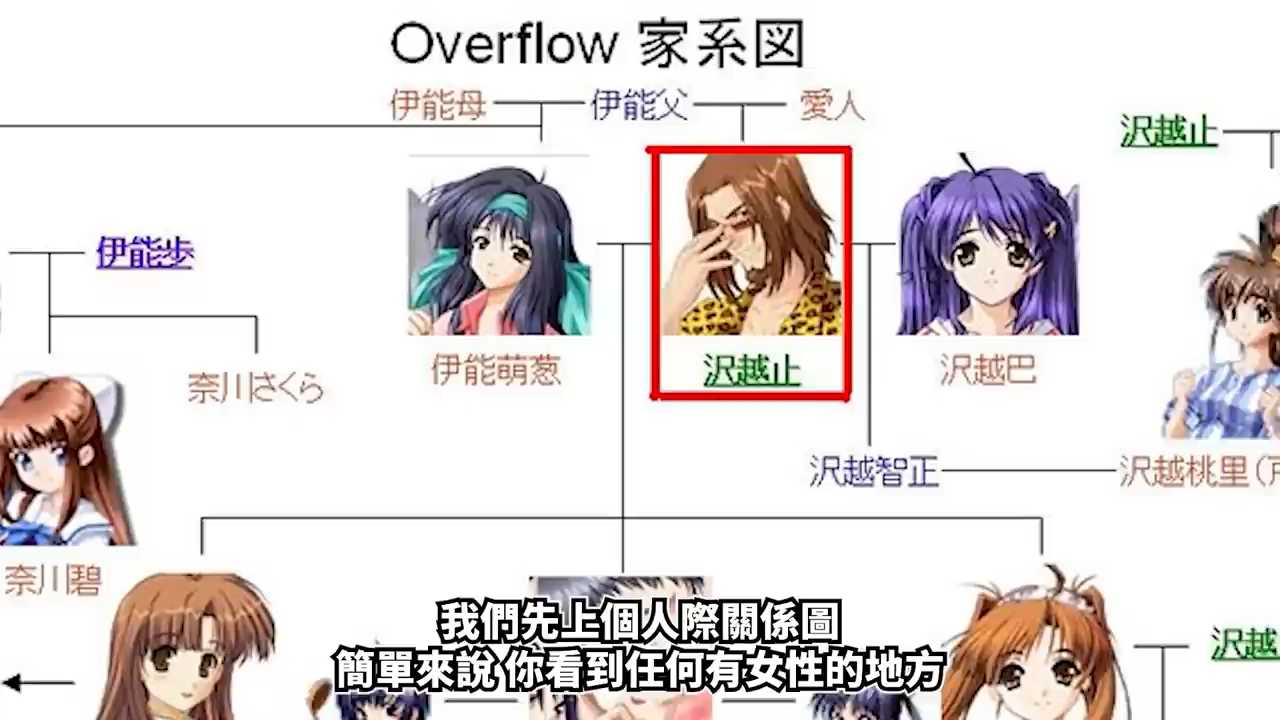 Overflow 家系図
伊能母
伊能父
愛人
沢越止
伊能歩
伊能萌葱
沢越止
沢越巴
奈川さくら
沢越智正
沢越桃里
奈川碧
沢越
我們先上個人際關係圖
簡單來說 你看到任何有女性的地方